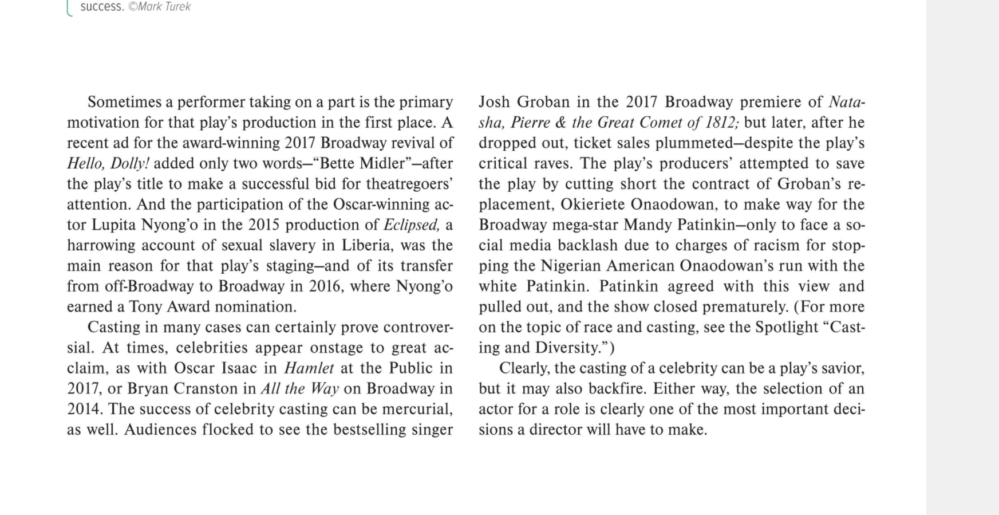 success. ©Mark Turek
Sometimes a performer taking on a part is the primary
motivation for that play’s production in the first place. A
recent ad for the award-winning 2017 Broadway revival of
Hello, Dolly! added only two words—“Bette Midler”—after
the play’s title to make a successful bid for theatregoers’
attention. And the participation of the Oscar-winning ac-
tor Lupita Nyong’o in the 2015 production of Eclipsed, a
harrowing account of sexual slavery in Liberia, was the
main reason for that play’s staging—and of its transfer
from off-Broadway to Broadway in 2016, where Nyong’o
earned a Tony Award nomination.
Casting in many cases can certainly prove controver-
sial. At times, celebrities appear onstage to great ac-
claim, as with Oscar Isaac in Hamlet at the Public in
2017, or Bryan Cranston in All the Way on Broadway in
2014. The success of celebrity casting can be mercurial,
as well. Audiences flocked to see the bestselling singer
Josh Groban in the 2017 Broadway premiere of Nata-
sha, Pierre & the Great Comet of 1812; but later, after he
dropped out, ticket sales plummeted—despite the play’s
critical raves. The play’s producers’ attempted to save
the play by cutting short the contract of Groban’s re-
placement, Okieriete Onaodowan, to make way for the
Broadway mega-star Mandy Patinkin—only to face a so-
cial media backlash due to charges of racism for stop-
ping the Nigerian American Onaodowan’s run with the
white Patinkin. Patinkin agreed with this view and
pulled out, and the show closed prematurely. (For more
on the topic of race and casting, see the Spotlight “Cast-
ing and Diversity.”)
Clearly, the casting of a celebrity can be a play’s savior,
but it may also backfire. Either way, the selection of an
actor for a role is clearly one of the most important deci-
sions a director will have to make.